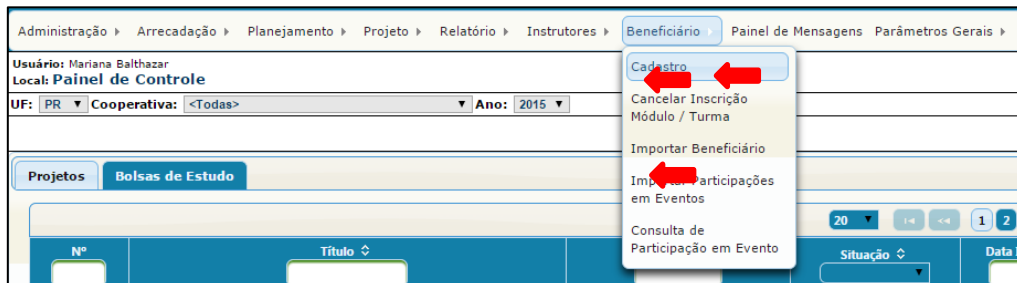 Administração Arrecadação Planejamento Projeto Relatório Instrutores Beneficiário Painel de Mensagens Parâmetros Gerais
Usuário: Mariana Balthazar
Local: Painel de Controle
UF: PR Cooperativa: <Todas> Ano: 2015
Cadastro
Cancelar Inscrição
Módulo / Turma
Importar Beneficiário
Importar Participações
em Eventos
Consulta de
Participação em Evento
Projetos Bolsas de Estudo
20 1 2
Nº Título Situação Data